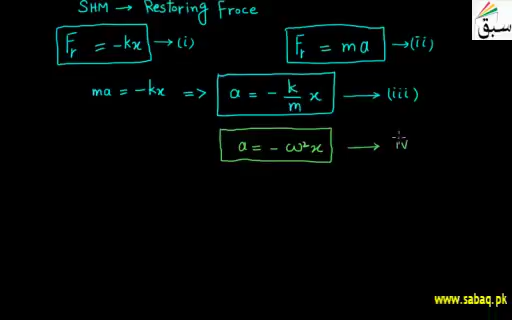 SHM → Restoring Froce
Fr = -kx → (i) Fr = ma → (ii)
ma = -kx => a = - k/m x → (iii)
a = - ω²x → iv
سبق
www.sabaq.pk